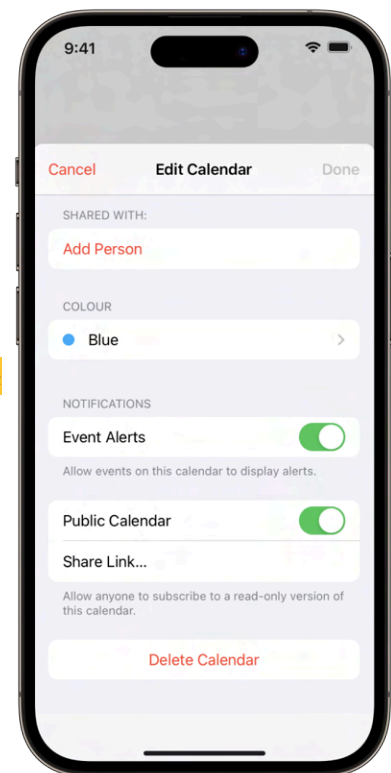 9:41
Cancel Edit Calendar Done
SHARED WITH:
Add Person
COLOUR
Blue
NOTIFICATIONS
Event Alerts
Allow events on this calendar to display alerts.
Public Calendar
Share Link...
Allow anyone to subscribe to a read-only version of
this calendar.
Delete Calendar